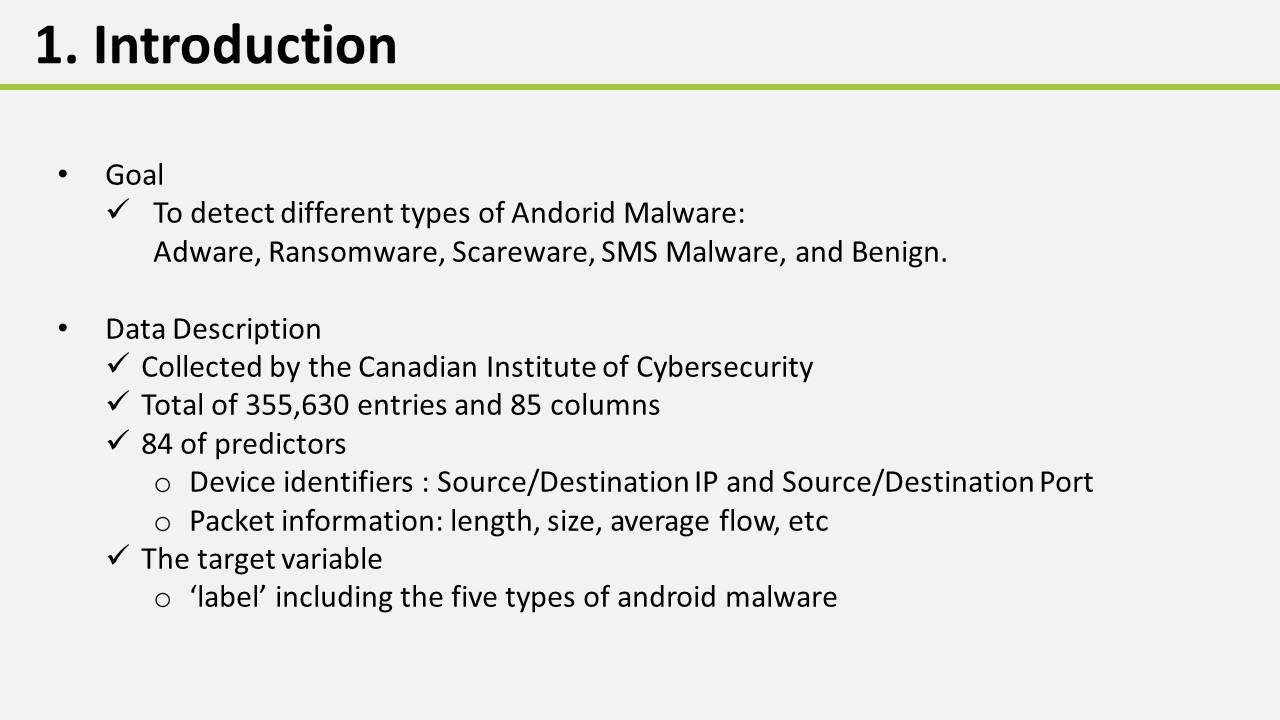 1. Introduction
• Goal
✓ To detect different types of Andorid Malware:
Adware, Ransomware, Scareware, SMS Malware, and Benign.
• Data Description
✓ Collected by the Canadian Institute of Cybersecurity
✓ Total of 355,630 entries and 85 columns
✓ 84 of predictors
o Device identifiers : Source/Destination IP and Source/Destination Port
o Packet information: length, size, average flow, etc
✓ The target variable
o ‘label’ including the five types of android malware